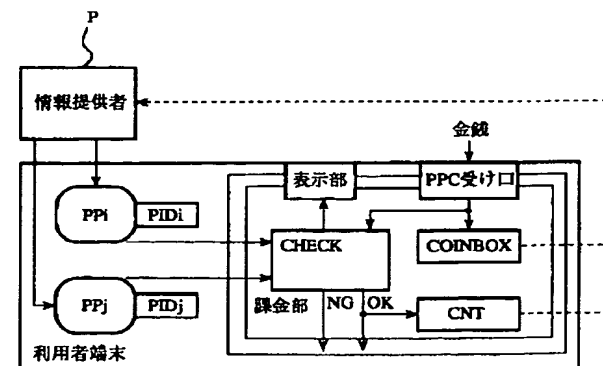 P
情報提供者
金銭
表示部
PPC受け口
PPi
PIDi
CHECK
COINBOX
PPj
PIDj
課金部
NG
OK
CNT
利用者端末